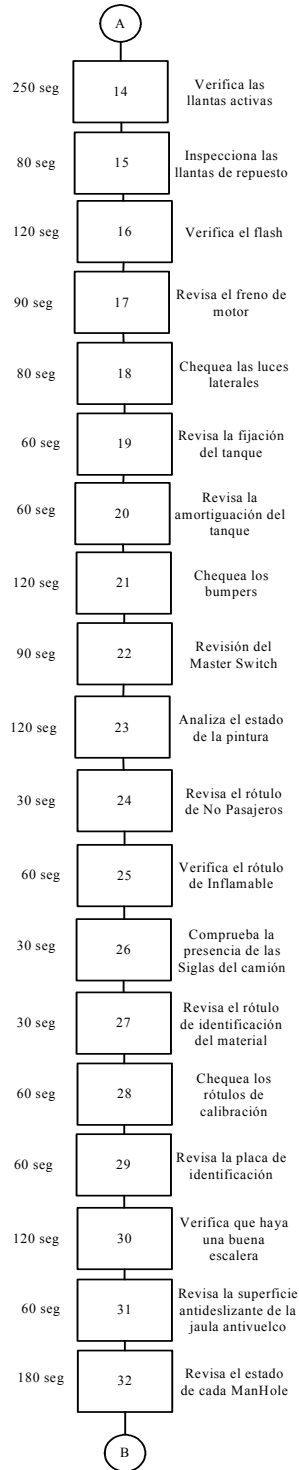 A
250 seg
14
Verifica las
llantas activas
80 seg
15
Inspecciona las
llantas de repuesto
120 seg
16
Verifica el flash
90 seg
17
Revisa el freno de
motor
80 seg
18
Chequea las luces
laterales
60 seg
19
Revisa la fijación
del tanque
60 seg
20
Revisa la
amortiguación del
tanque
120 seg
21
Chequea los
bumpers
90 seg
22
Revisión del
Master Switch
120 seg
23
Analiza el estado
de la pintura
30 seg
24
Revisa el rótulo
de No Pasajeros
60 seg
25
Verifica el rótulo
de Inflamable
30 seg
26
Comprueba la
presencia de las
Siglas del camión
30 seg
27
Revisa el rótulo
de identificación
del material
60 seg
28
Chequea los
rótulos de
calibración
60 seg
29
Revisa la placa de
identificación
120 seg
30
Verifica que haya
una buena
escalera
60 seg
31
Revisa la superficie
antideslizante de la
jaula antivuelco
180 seg
32
Revisa el estado
de cada ManHole
B